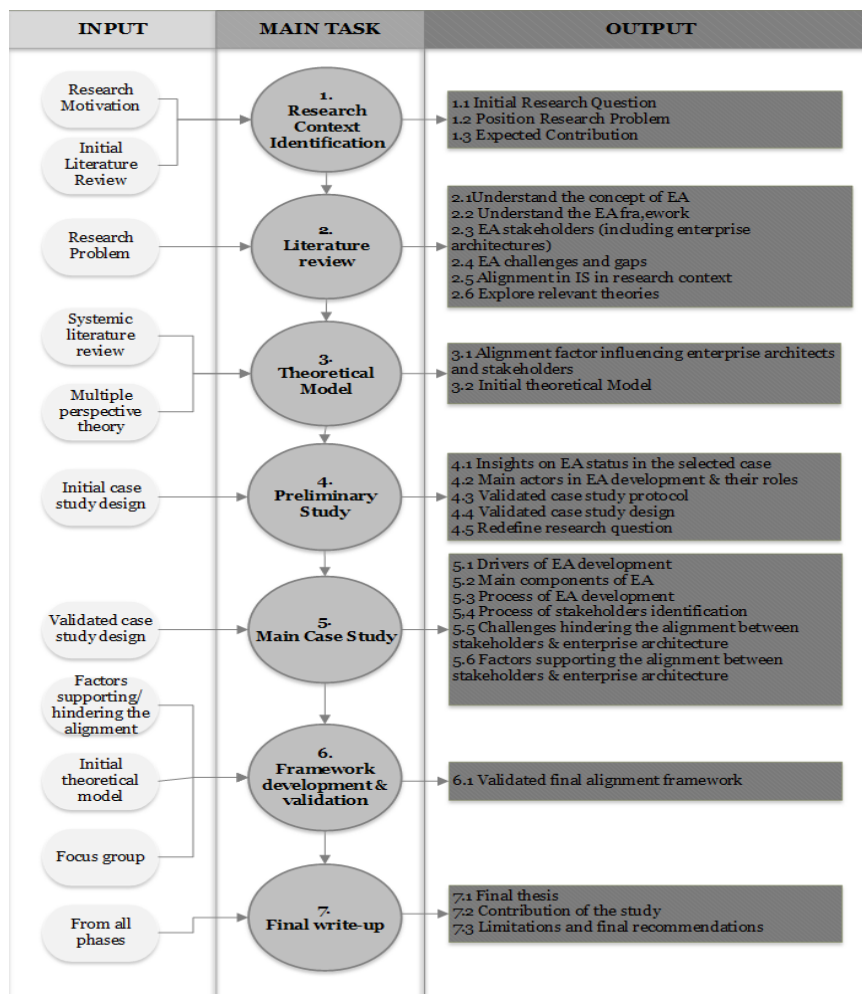 INPUT
MAIN TASK
OUTPUT
Research
Motivation
Initial
Literature
Review
1.
Research
Context
Identification
1.1 Initial Research Question
1.2 Position Research Problem
1.3 Expected Contribution
Research
Problem
2.
Literature
review
2.1Understand the concept of EA
2.2 Understand the EA fra,ework
2.3 EA stakeholders (including enterprise
architectures)
2.4 EA challenges and gaps
2.5 Alignment in IS in research context
2.6 Explore relevant theories
Systemic
literature
review
Multiple
perspective
theory
3.
Theoretical
Model
3.1 Alignment factor influencing enterprise architects
and stakeholders
3.2 Initial theoretical Model
Initial case
study design
4.
Preliminary
Study
4.1 Insights on EA status in the selected case
4.2 Main actors in EA development & their roles
4.3 Validated case study protocol
4.4 Validated case study design
4.5 Redefine research question
Validated case
study design
5.
Main Case Study
5.1 Drivers of EA development
5.2 Main components of EA
5.3 Process of EA development
5,4 Process of stakeholders identification
5.5 Challenges hindering the alignment between
stakeholders & enterprise architecture
5.6 Factors supporting the alignment between
stakeholders & enterprise architecture
Factors
supporting/
hindering the
alignment
Initial
theoretical
model
Focus group
6.
Framework
development &
validation
6.1 Validated final alignment framework
From all
phases
7.
Final write-up
7.1 Final thesis
7.2 Contribution of the study
7.3 Limitations and final recommendations